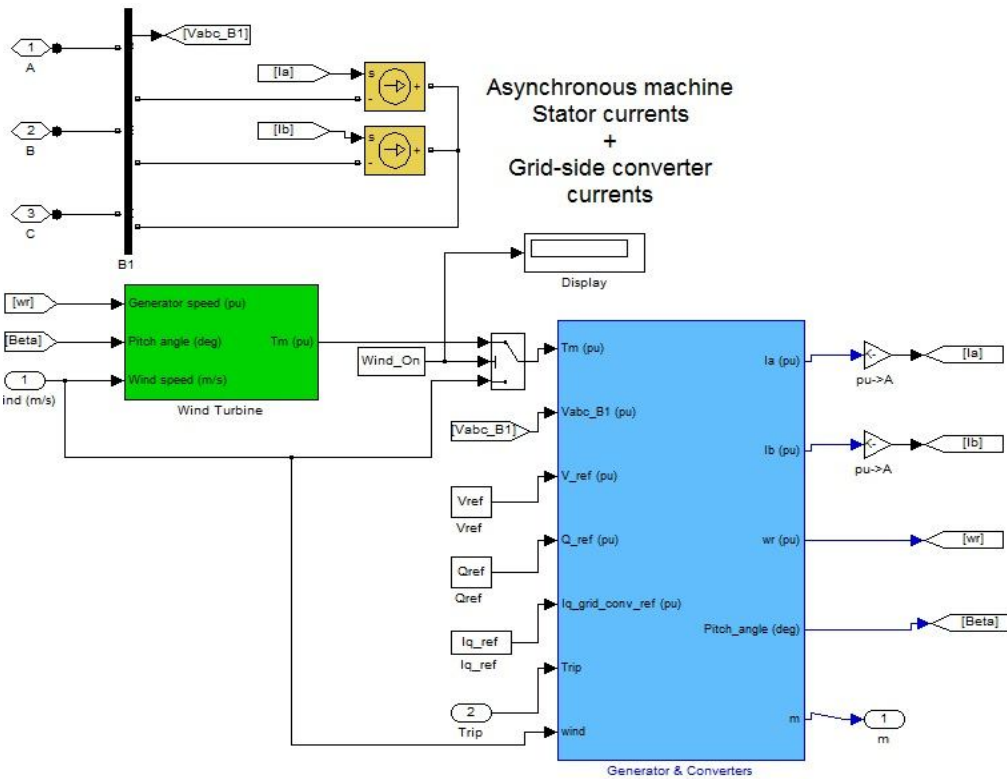 [Vabc_B1]
1
A
[Ia]
s
-
+
Asynchronous machine
Stator currents
+
Grid-side converter
currents
2
B
[Ib]
s
-
+
3
C
B1
Display
[wr]
Generator speed (pu)
[Beta]
Pitch angle (deg)
Tm (pu)
1
ind (m/s)
Wind speed (m/s)
Wind Turbine
Wind_On
Tm (pu)
Ia (pu)
K-
pu->A
[Ia]
[Vabc_B1]
Vabc_B1 (pu)
Ib (pu)
K-
pu->A
[Ib]
Vref
Vref
V_ref (pu)
Qref
Qref
Q_ref (pu)
wr (pu)
[wr]
Iq_ref
Iq_ref
Iq_grid_conv_ref (pu)
Pitch_angle (deg)
[Beta]
2
Trip
Trip
wind
m
1
m
Generator & Converters